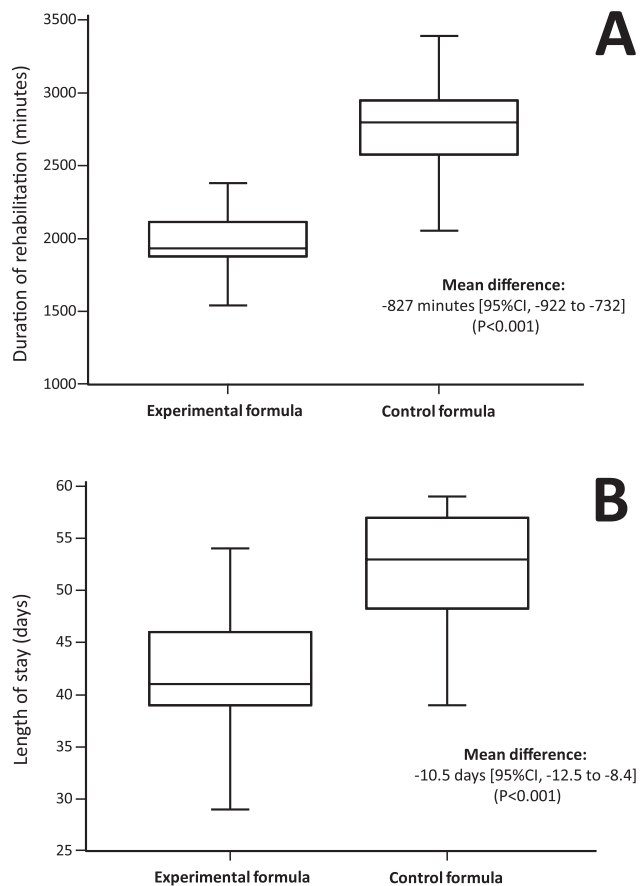 A
Duration of rehabilitation (minutes)
3500
3000
2500
2000
1500
1000
Mean difference:
-827 minutes [95%CI, -922 to -732]
(P<0.001)
Experimental formula
Control formula
B
Length of stay (days)
60
55
50
45
40
35
30
25
Mean difference:
-10.5 days [95%CI, -12.5 to -8.4]
(P<0.001)
Experimental formula
Control formula